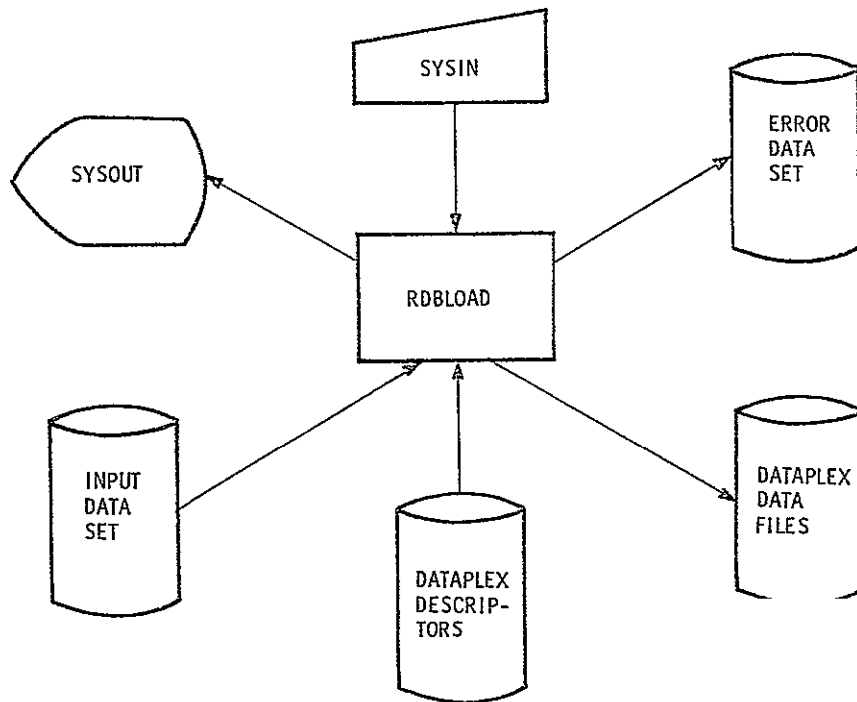 SYSIN
ERROR
DATA
SET
SYSOUT
RDBLOAD
INPUT
DATA
SET
DATAPLEX
DESCRIP-
TORS
DATAPLEX
DATA
FILES